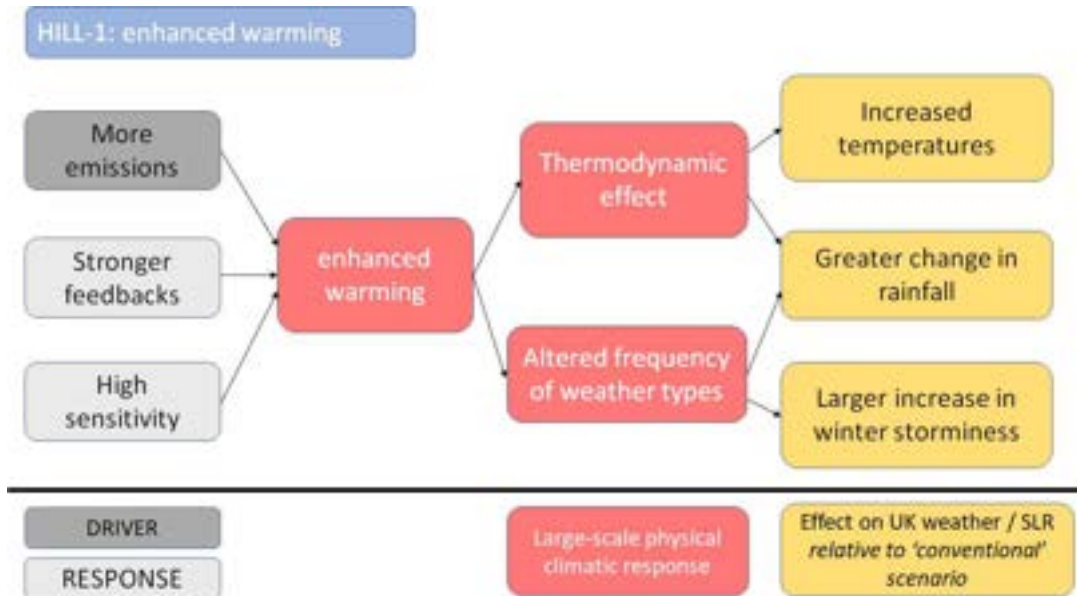 HILL-1: enhanced warming
More
emissions
Stronger
feedbacks
High
sensitivity
enhanced
warming
Thermodynamic
effect
Altered frequency
of weather types
Increased
temperatures
Greater change in
rainfall
Larger increase in
winter storminess
DRIVER
RESPONSE
Large-scale physical
climatic response
Effect on UK weather / SLR
relative to 'conventional'
scenario